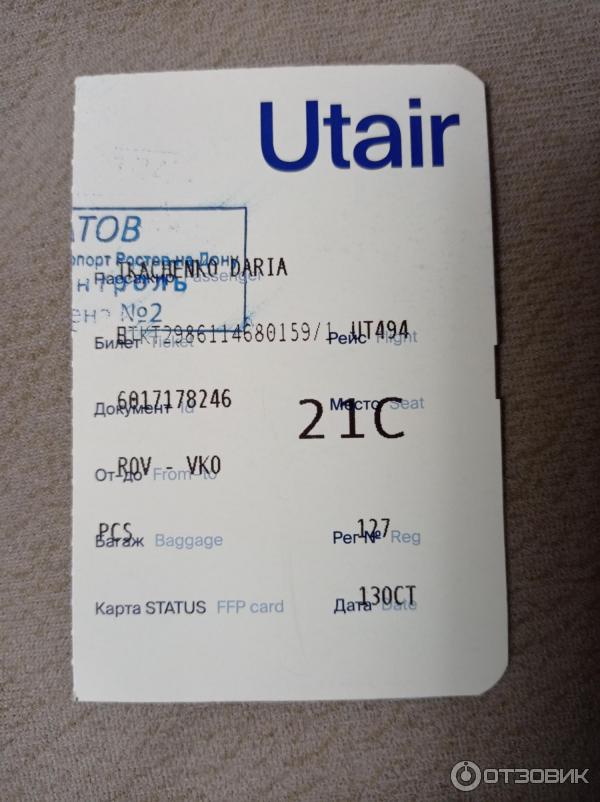 Utair
АТОВ
опорт Ростов-на-Дону
TKACHENKO DARIA
Пассажир Passenger
нтроль
№2
ETKT2986114680159/1 UT494
Билет Ticket Рейс Flight
6017178246
Документ Id Место Seat
21C
ROV - VKO
От-до From-to
PCS 127
Багаж Baggage Рег № Reg
13OCT
Карта STATUS FFP card Дата Date
ОТЗОВИК